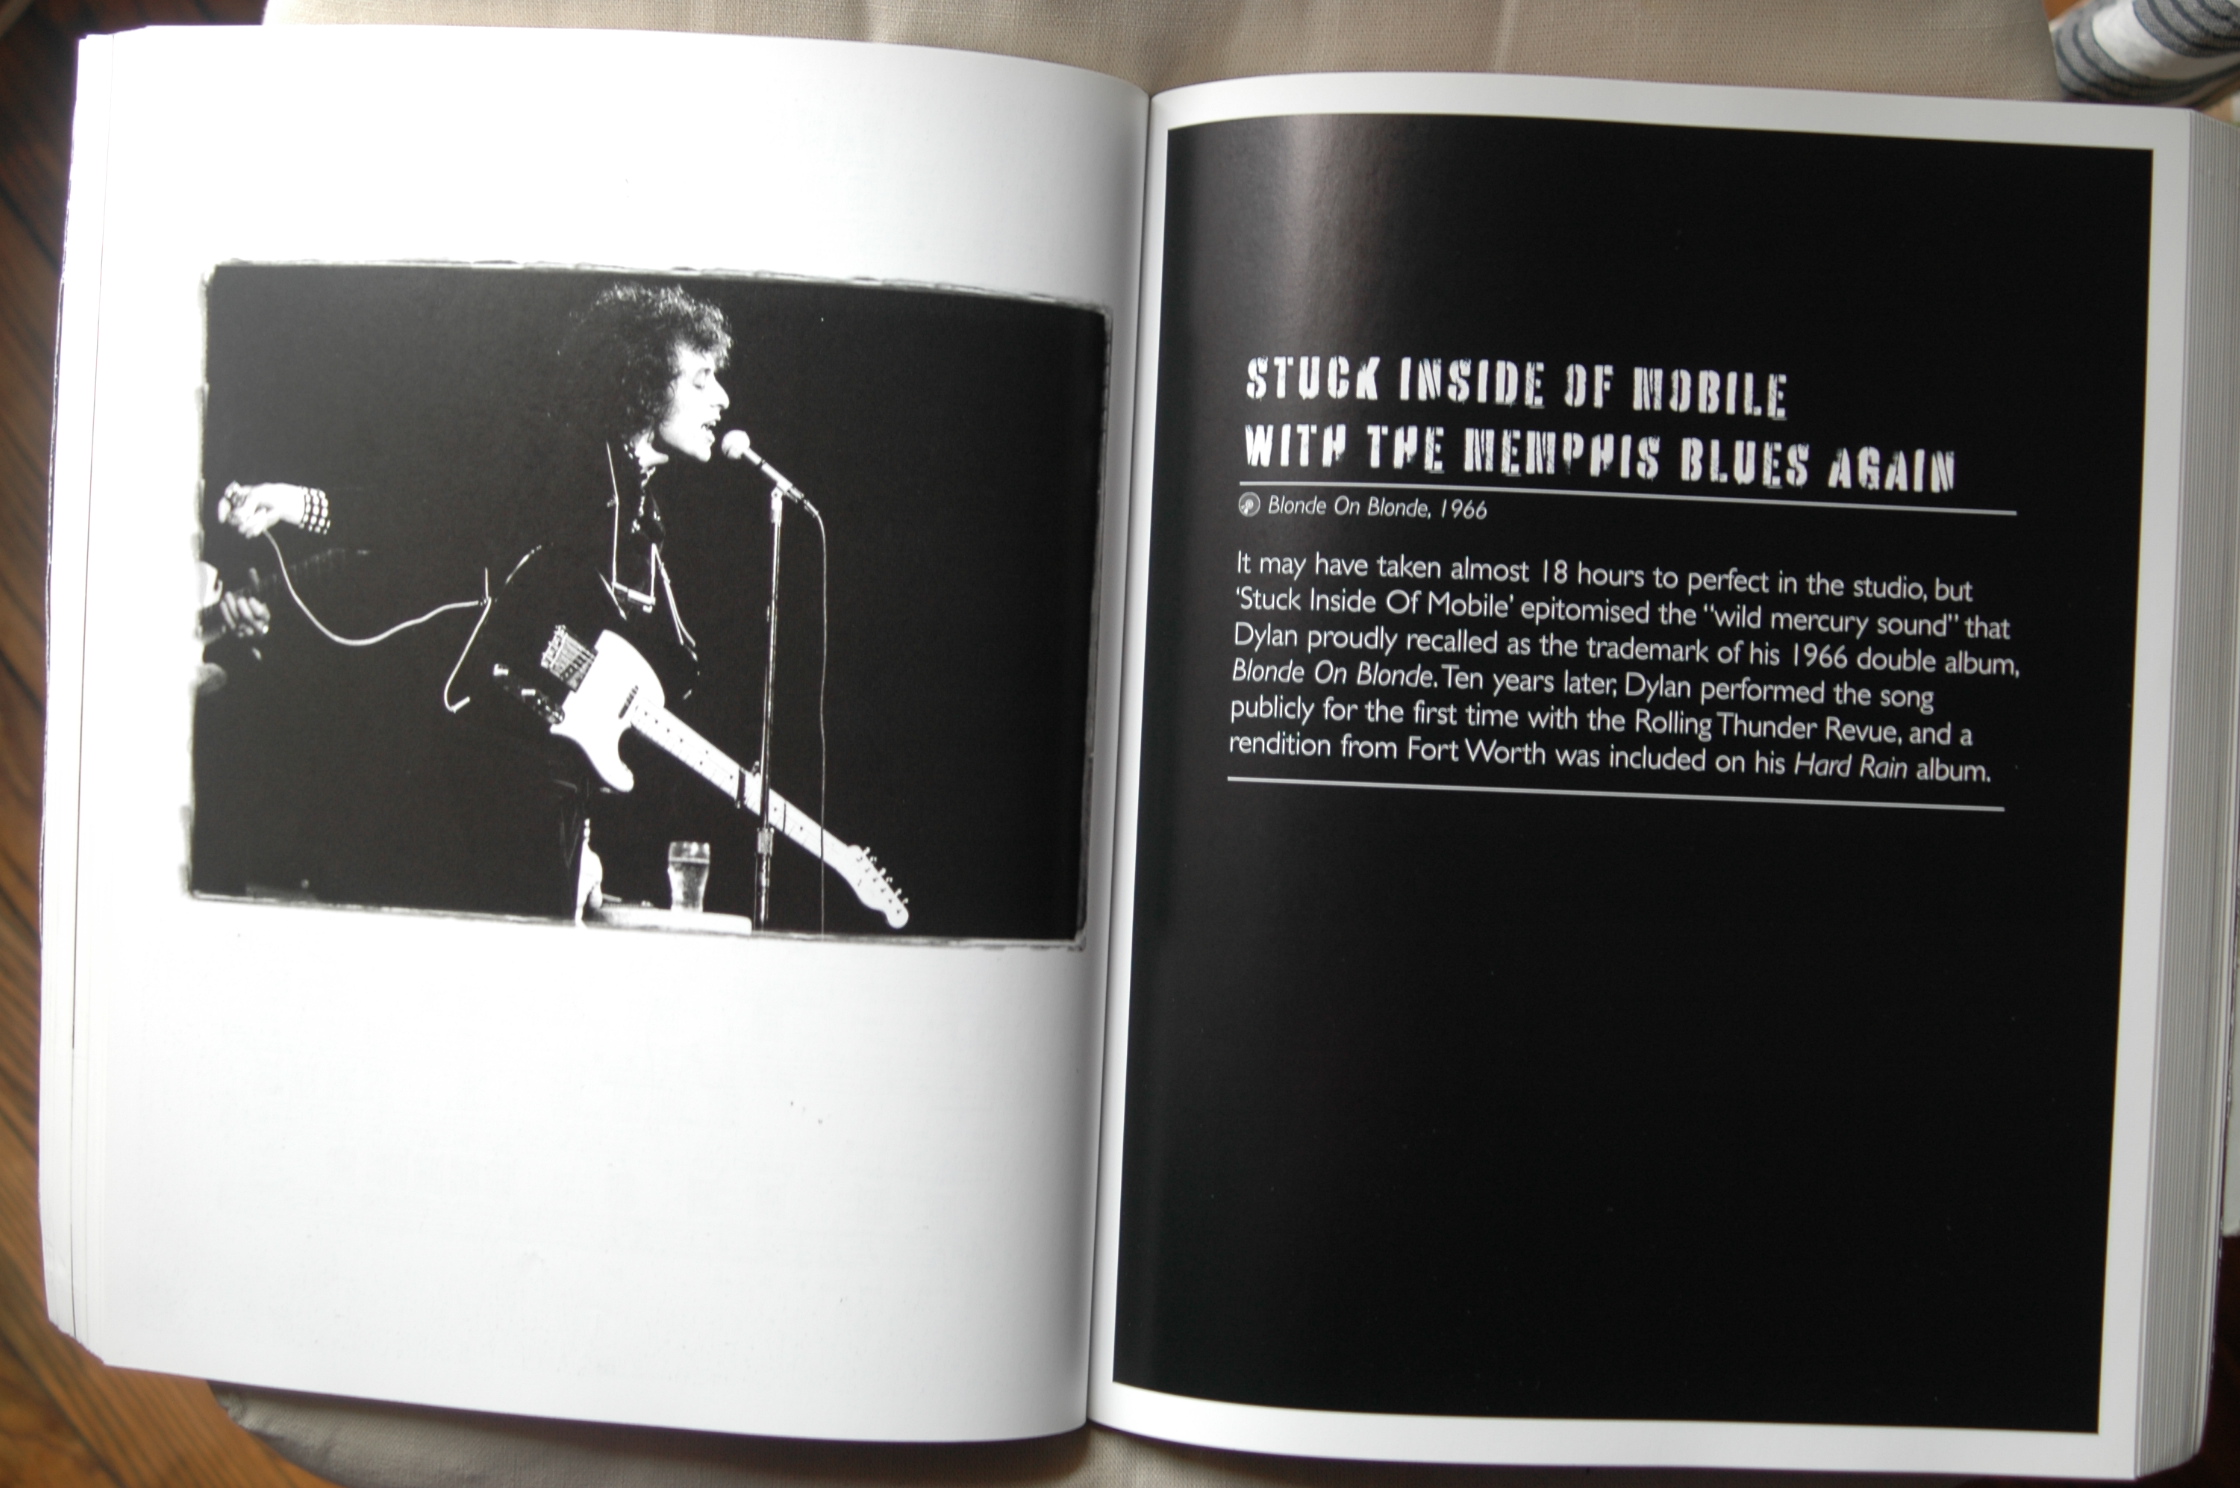 STUCK INSIDE OF MOBILE
WITH THE MEMPHIS BLUES AGAIN
Blonde On Blonde, 1966
It may have taken almost 18 hours to perfect in the studio, but
‘Stuck Inside Of Mobile’ epitomised the “wild mercury sound” that
Dylan proudly recalled as the trademark of his 1966 double album,
Blonde On Blonde. Ten years later, Dylan performed the song
publicly for the first time with the Rolling Thunder Revue, and a
rendition from Fort Worth was included on his Hard Rain album.